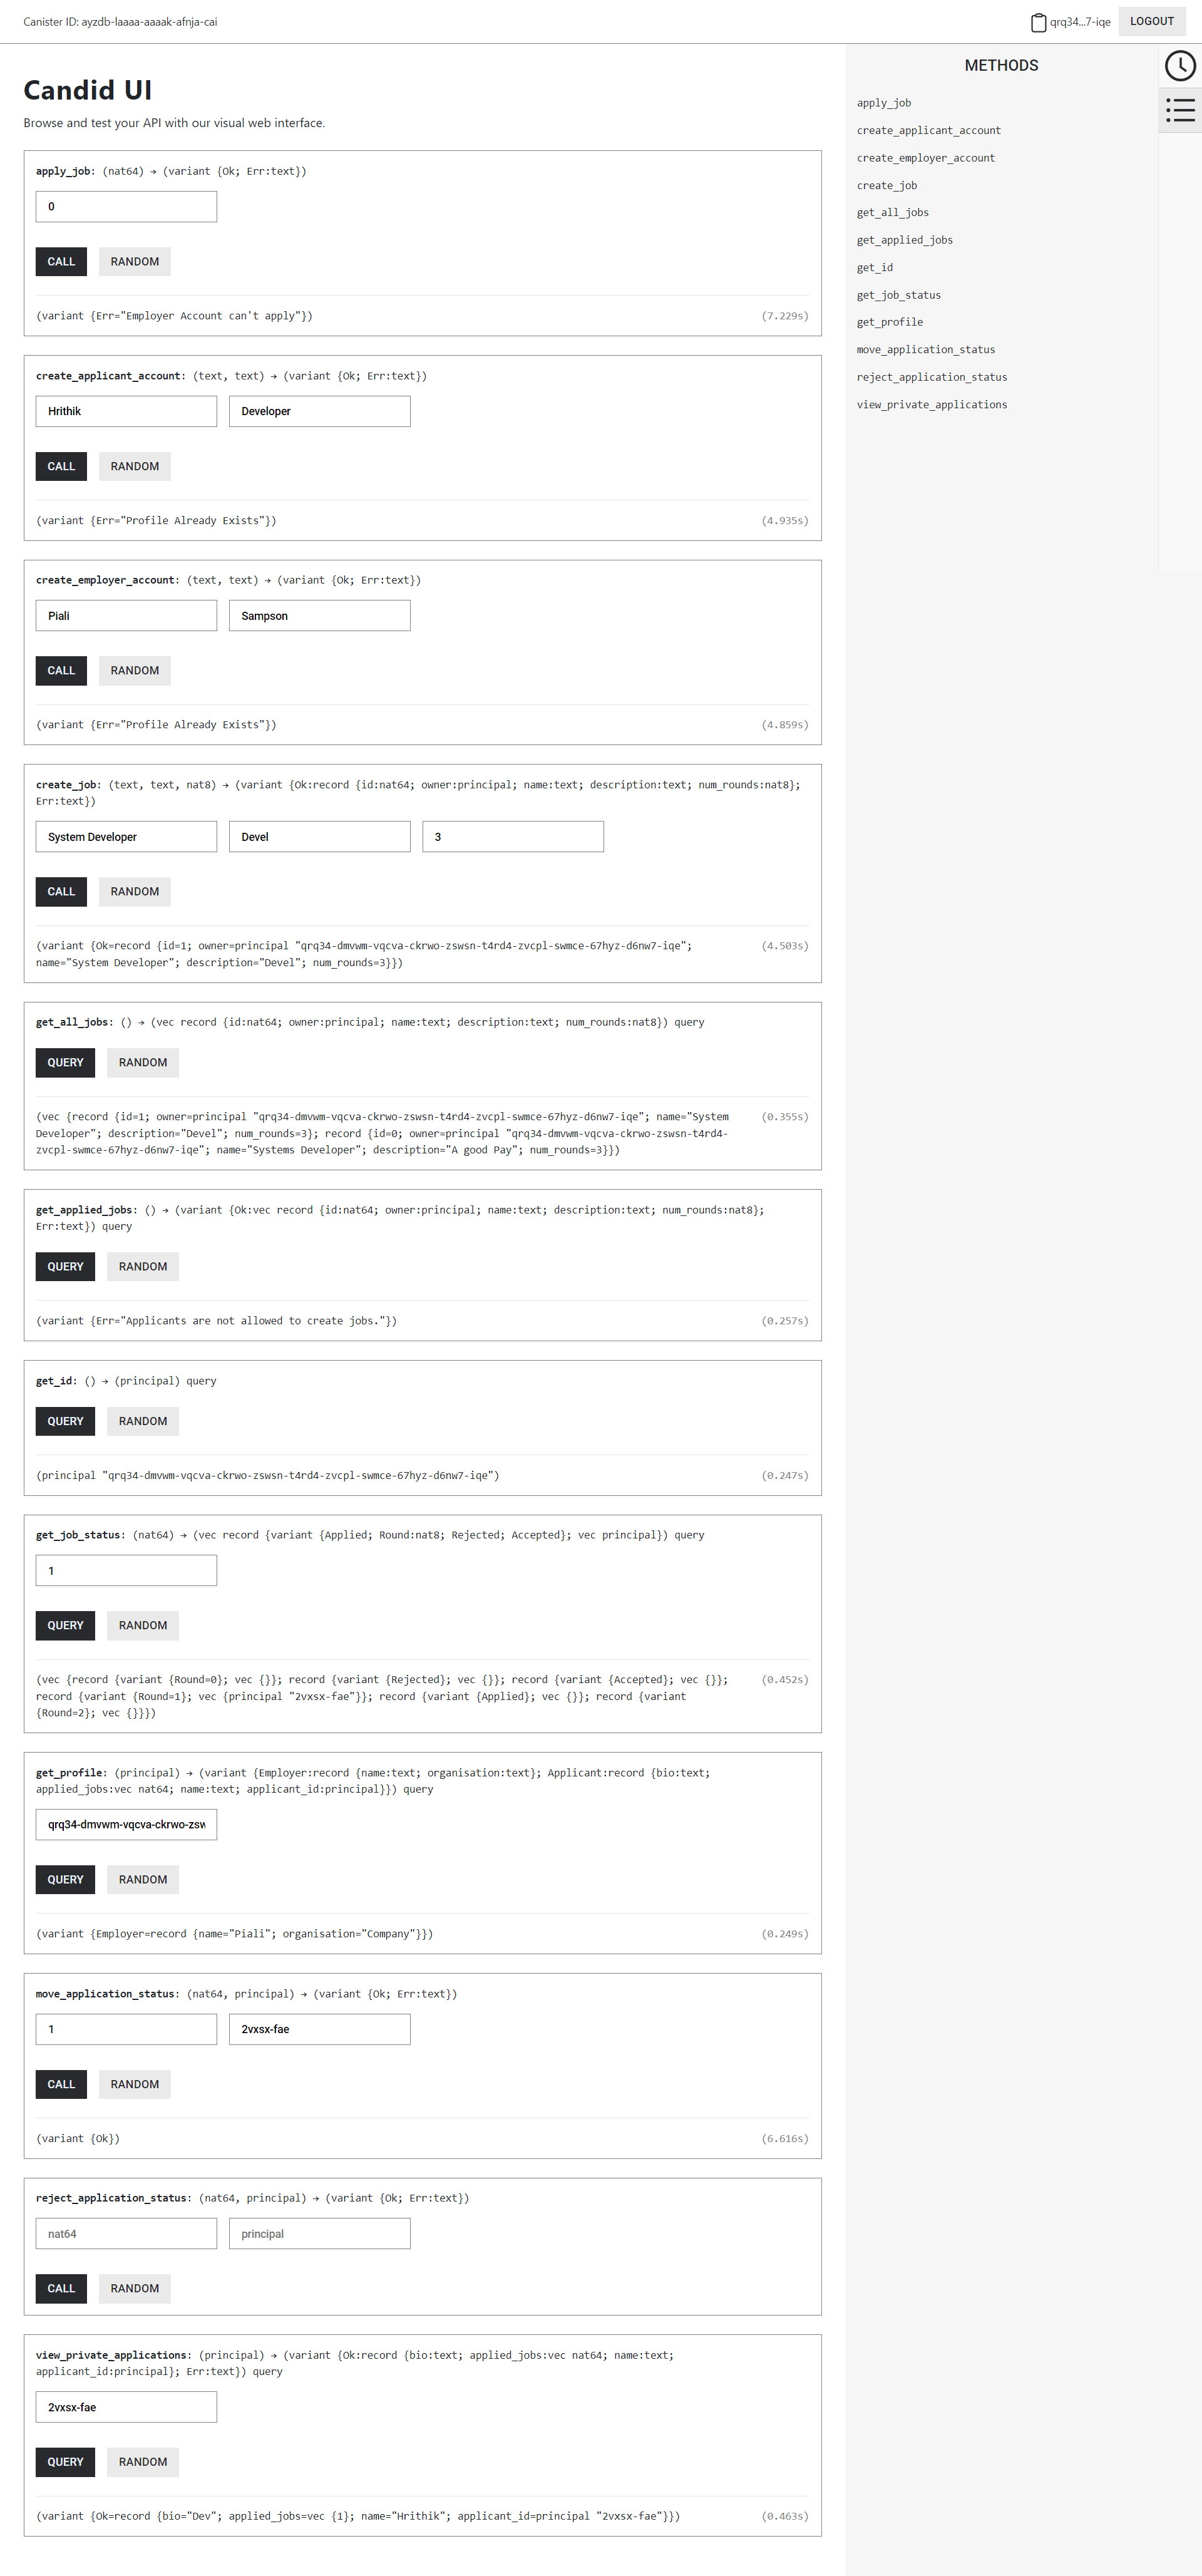 Canister ID: ayzdb-laaaa-aaaak-afnja-cai
qrq34...7-iqe LOGOUT
Candid UI
Browse and test your API with our visual web interface.
apply_job: (nat64) → (variant {Ok; Err:text})
0
CALL RANDOM
(variant {Err="Employer Account can't apply"}) (7.229s)
create_applicant_account: (text, text) → (variant {Ok; Err:text})
Hrithik Developer
CALL RANDOM
(variant {Err="Profile Already Exists"}) (4.935s)
create_employer_account: (text, text) → (variant {Ok; Err:text})
Piali Sampson
CALL RANDOM
(variant {Err="Profile Already Exists"}) (4.859s)
create_job: (text, text, nat8) → (variant {Ok:record {id:nat64; owner:principal; name:text; description:text; num_rounds:nat8};
Err:text})
System Developer Devel 3
CALL RANDOM
(variant {Ok=record {id=1; owner=principal "qrq34-dmvwm-vqcva-ckrwo-zswsn-t4rd4-zvcpl-swmce-67hyz-d6nw7-iqe"; (4.503s)
name="System Developer"; description="Devel"; num_rounds=3}})
get_all_jobs: () → (vec record {id:nat64; owner:principal; name:text; description:text; num_rounds:nat8}) query
QUERY RANDOM
(vec {record {id=1; owner=principal "qrq34-dmvwm-vqcva-ckrwo-zswsn-t4rd4-zvcpl-swmce-67hyz-d6nw7-iqe"; name="System (0.355s)
Developer"; description="Devel"; num_rounds=3}; record {id=0; owner=principal "qrq34-dmvwm-vqcva-ckrwo-zswsn-t4rd4-
zvcpl-swmce-67hyz-d6nw7-iqe"; name="Systems Developer"; description="A good Pay"; num_rounds=3}})
get_applied_jobs: () → (variant {Ok:vec record {id:nat64; owner:principal; name:text; description:text; num_rounds:nat8};
Err:text}) query
QUERY RANDOM
(variant {Err="Applicants are not allowed to create jobs."}) (0.257s)
get_id: () → (principal) query
QUERY RANDOM
(principal "qrq34-dmvwm-vqcva-ckrwo-zswsn-t4rd4-zvcpl-swmce-67hyz-d6nw7-iqe") (0.247s)
get_job_status: (nat64) → (vec record {variant {Applied; Round:nat8; Rejected; Accepted}; vec principal}) query
1
QUERY RANDOM
(vec {record {variant {Round=0}; vec {}}; record {variant {Rejected}; vec {}}; record {variant {Accepted}; vec {}}; (0.452s)
record {variant {Round=1}; vec {principal "2vxsx-fae"}}; record {variant {Applied}; vec {}}; record {variant
{Round=2}; vec {}}})
get_profile: (principal) → (variant {Employer:record {name:text; organisation:text}; Applicant:record {bio:text;
applied_jobs:vec nat64; name:text; applicant_id:principal}}) query
qrq34-dmvwm-vqcva-ckrwo-zsw
QUERY RANDOM
(variant {Employer=record {name="Piali"; organisation="Company"}}) (0.249s)
move_application_status: (nat64, principal) → (variant {Ok; Err:text})
1 2vxsx-fae
CALL RANDOM
(variant {Ok}) (6.616s)
reject_application_status: (nat64, principal) → (variant {Ok; Err:text})
nat64 principal
CALL RANDOM
view_private_applications: (principal) → (variant {Ok:record {bio:text; applied_jobs:vec nat64; name:text;
applicant_id:principal}; Err:text}) query
2vxsx-fae
QUERY RANDOM
(variant {Ok=record {bio="Dev"; applied_jobs=vec {1}; name="Hrithik"; applicant_id=principal "2vxsx-fae"}}) (0.463s)
METHODS
apply_job
create_applicant_account
create_employer_account
create_job
get_all_jobs
get_applied_jobs
get_id
get_job_status
get_profile
move_application_status
reject_application_status
view_private_applications